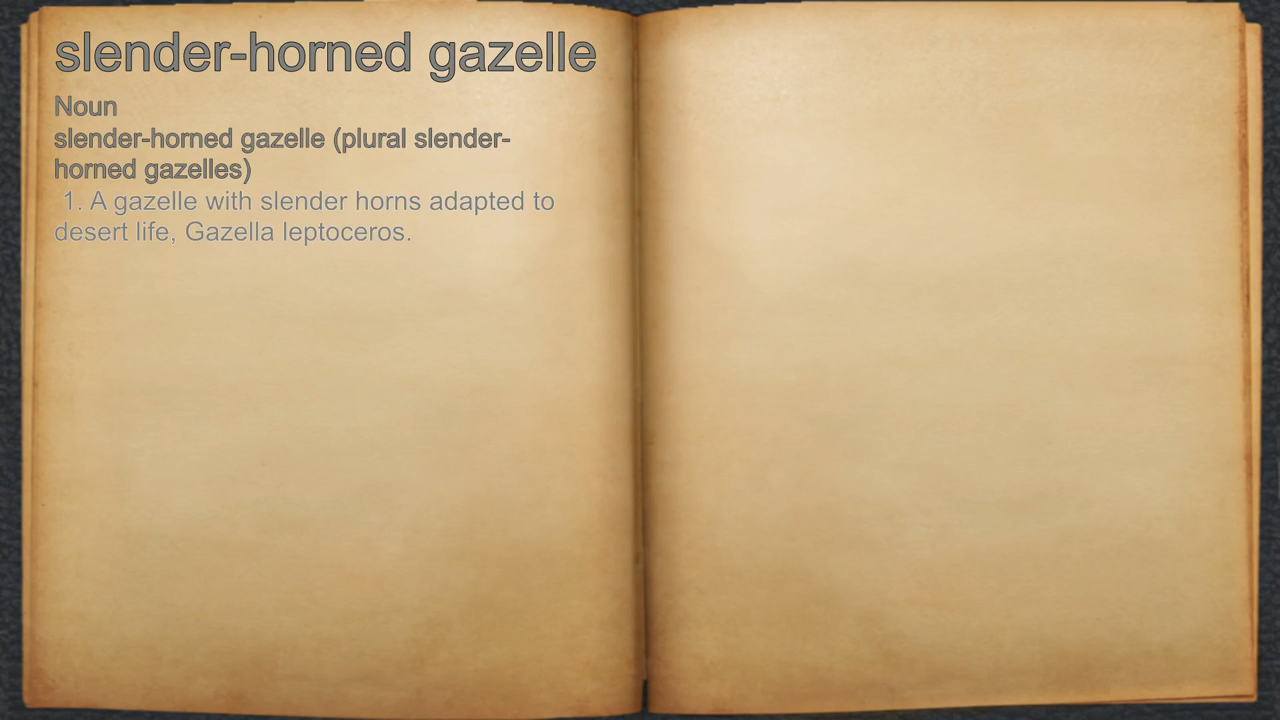 slender-horned gazelle
Noun
slender-horned gazelle (plural slender-
horned gazelles)
1. A gazelle with slender horns adapted to
desert life, Gazella leptoceros.